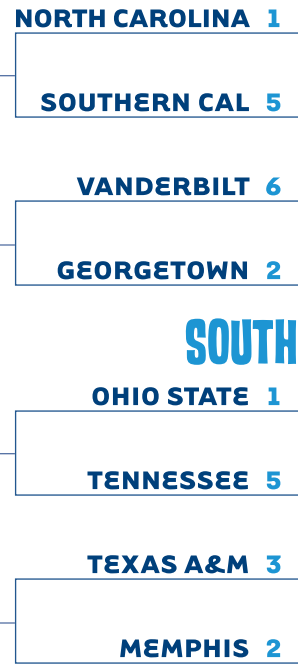 NORTH CAROLINA 1
SOUTHERN CAL 5
VANDERBILT 6
GEORGETOWN 2
SOUTH
OHIO STATE 1
TENNESSEE 5
TEXAS A&M 3
MEMPHIS 2